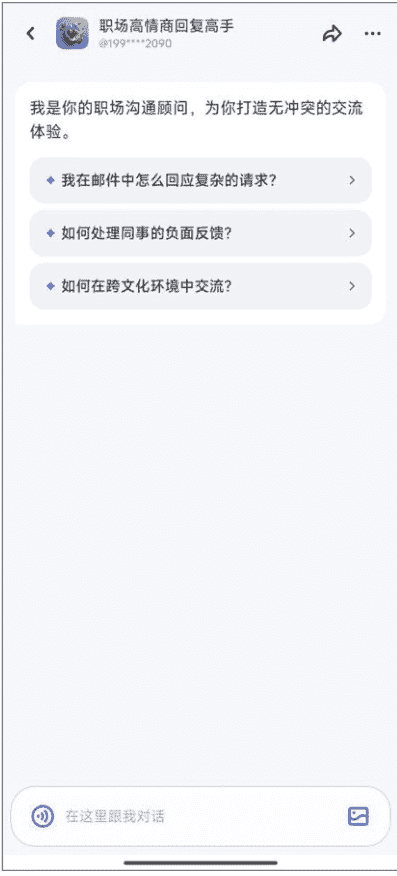 职场高情商回复高手
@199****2090
我是你的职场沟通顾问，为你打造无冲突的交流
体验。
我在邮件中怎么回应复杂的请求？
如何处理同事的负面反馈？
如何在跨文化环境中交流？
在这里跟我对话